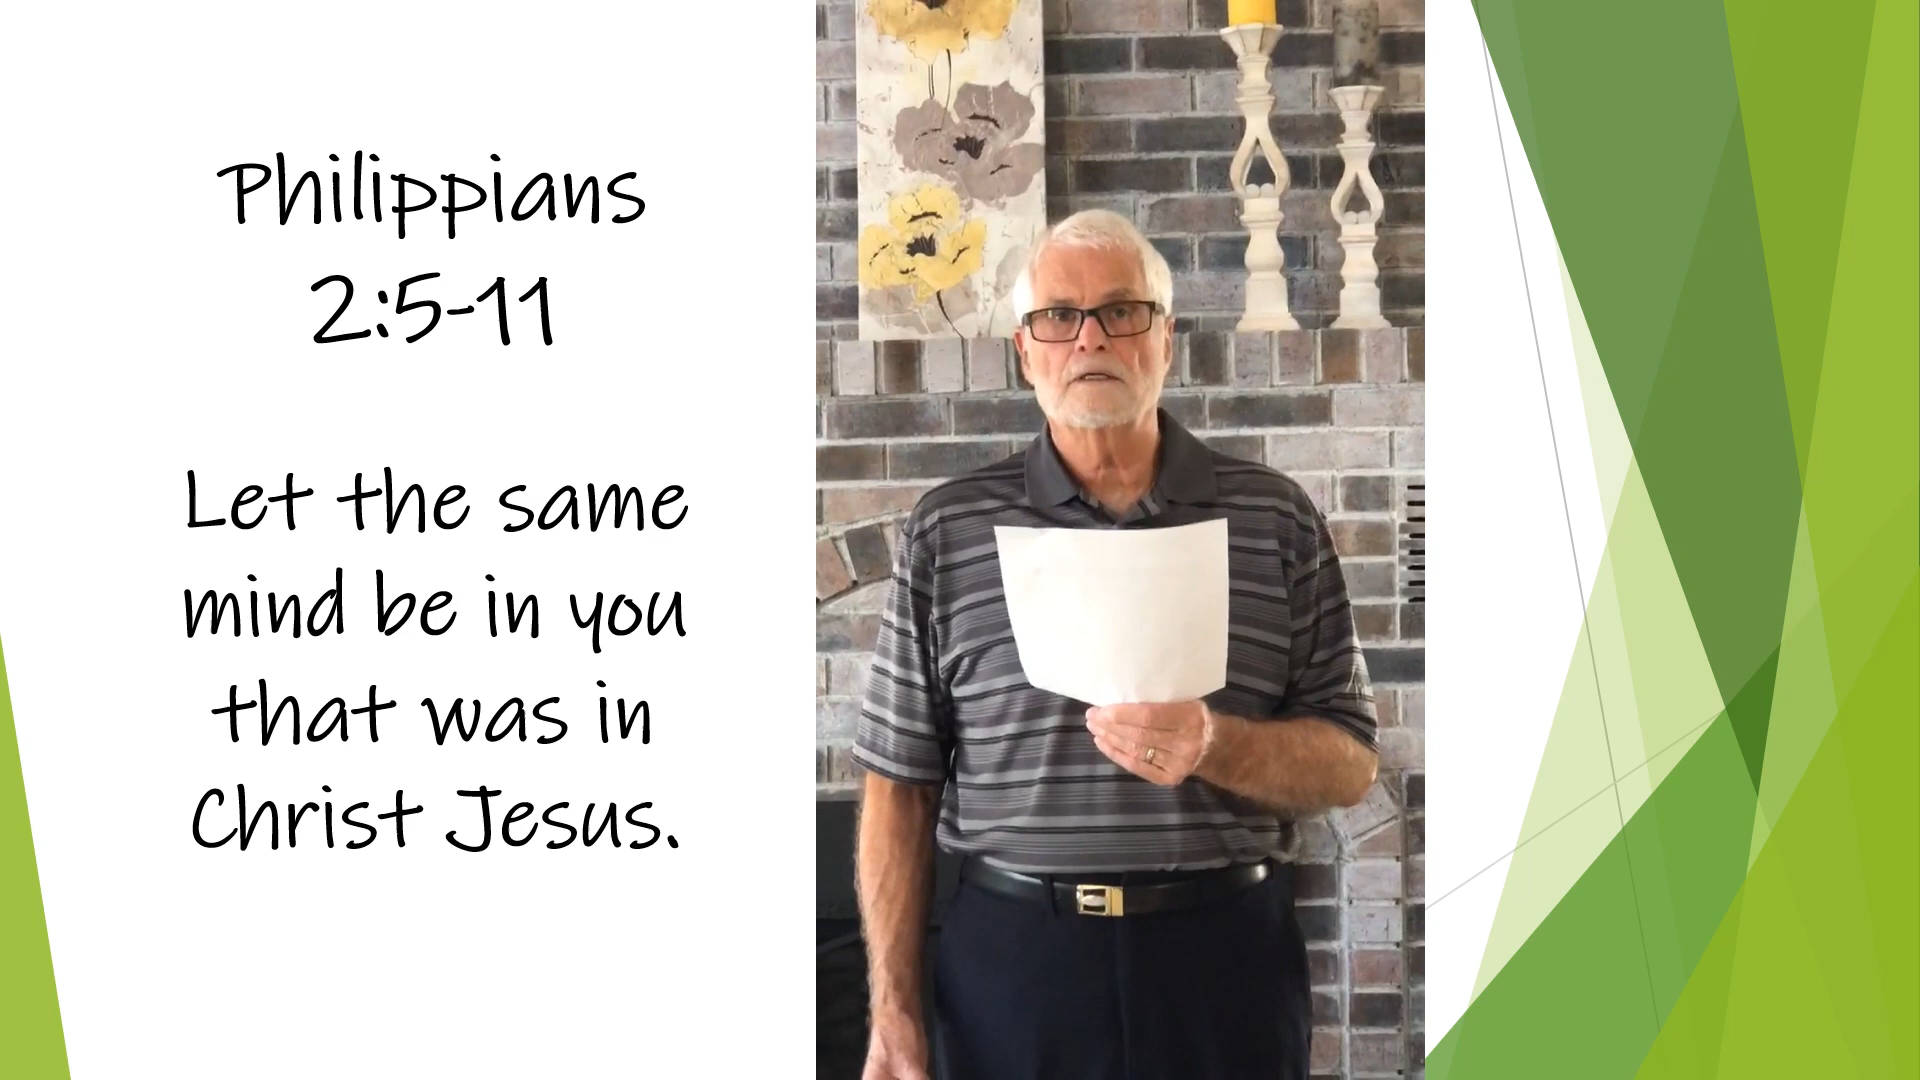 Philippians
2:5-11
Let the same
mind be in you
that was in
Christ Jesus.